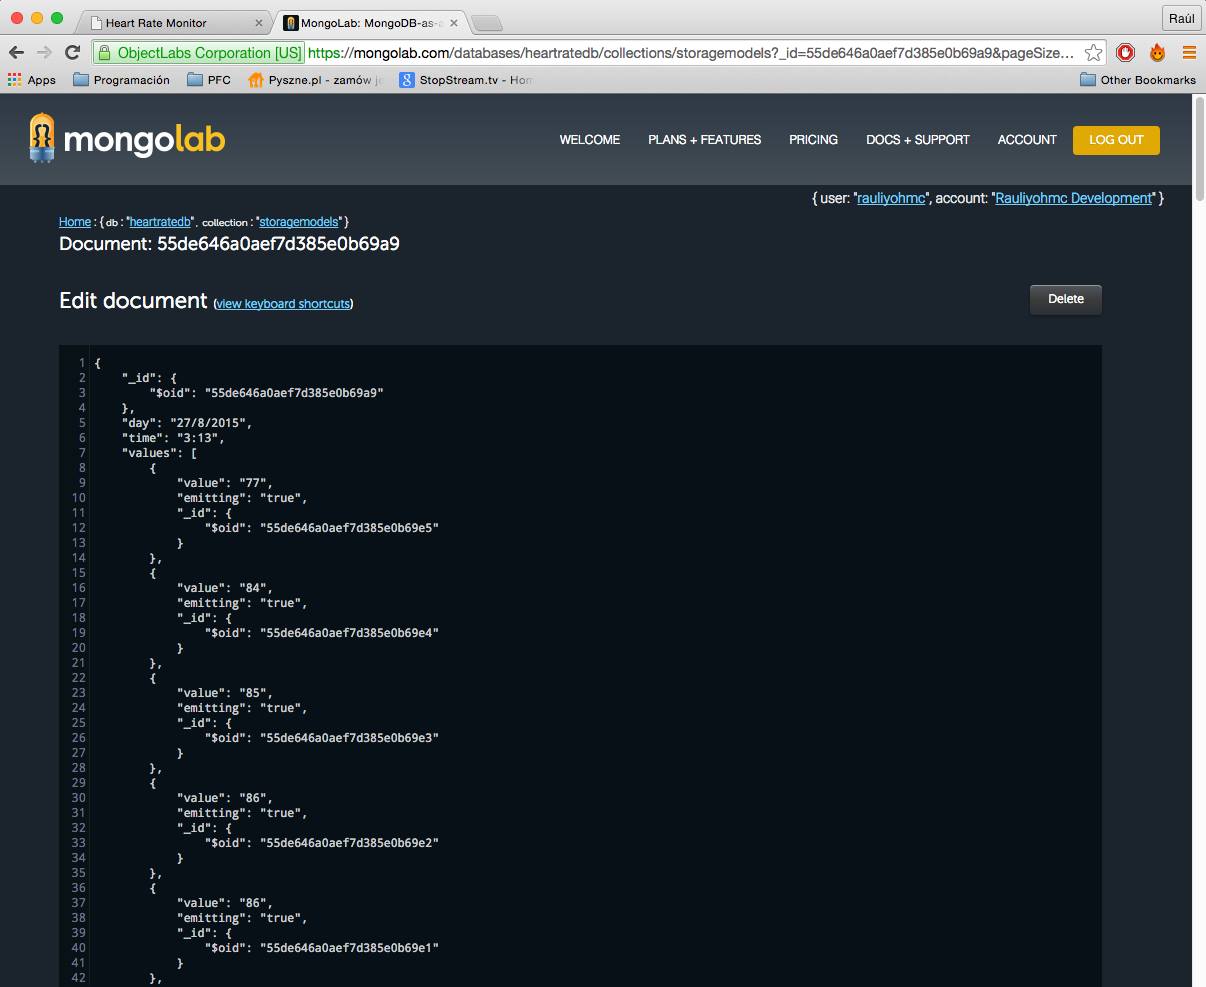 Heart Rate Monitor
MongoLab: MongoDB-as-a
Raúl
ObjectLabs Corporation [US]
https://mongolab.com/databases/heartratedb/collections/storagemodels?_id=55de646a0aef7d385e0b69a9&pageSize...
Apps
Programación
PFC
Pyszne.pl - zamów
StopStream.tv - Hom
Other Bookmarks
mongolab
WELCOME
PLANS + FEATURES
PRICING
DOCS + SUPPORT
ACCOUNT
LOG OUT
{ user: "rauliyohmc", account: "Rauliyohmc Development" }
Home : { db : "heartratedb", collection : "storagemodels" }
Document: 55de646a0aef7d385e0b69a9
Edit document (view keyboard shortcuts)
Delete
1 {
2 "_id": {
3 "$oid": "55de646a0aef7d385e0b69a9"
4 },
5 "day": "27/8/2015",
6 "time": "3:13",
7 "values": [
8 {
9 "value": "77",
10 "emitting": "true",
11 "_id": {
12 "$oid": "55de646a0aef7d385e0b69e5"
13 }
14 },
15 {
16 "value": "84",
17 "emitting": "true",
18 "_id": {
19 "$oid": "55de646a0aef7d385e0b69e4"
20 }
21 },
22 {
23 "value": "85",
24 "emitting": "true",
25 "_id": {
26 "$oid": "55de646a0aef7d385e0b69e3"
27 }
28 },
29 {
30 "value": "86",
31 "emitting": "true",
32 "_id": {
33 "$oid": "55de646a0aef7d385e0b69e2"
34 }
35 },
36 {
37 "value": "86",
38 "emitting": "true",
39 "_id": {
40 "$oid": "55de646a0aef7d385e0b69e1"
41 }
42 },